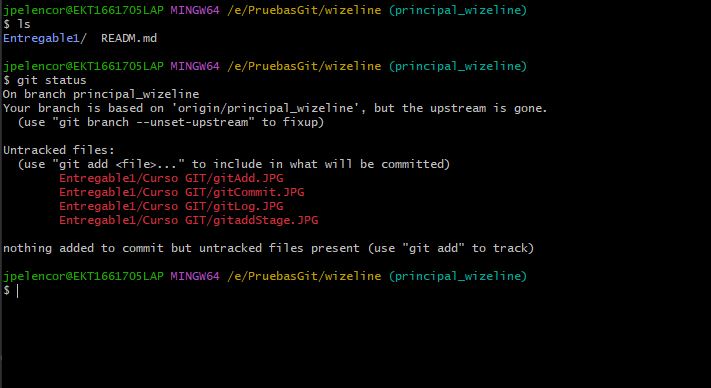 jpelencor@EKT1661705LAP MINGW64 /e/PruebasGit/wizeline (principal_wizeline)
$ ls
Entregable1/  READM.md

jpelencor@EKT1661705LAP MINGW64 /e/PruebasGit/wizeline (principal_wizeline)
$ git status
On branch principal_wizeline
Your branch is based on 'origin/principal_wizeline', but the upstream is gone.
  (use "git branch --unset-upstream" to fixup)

Untracked files:
  (use "git add <file>..." to include in what will be committed)
        Entregable1/Curso GIT/gitAdd.JPG
        Entregable1/Curso GIT/gitCommit.JPG
        Entregable1/Curso GIT/gitLog.JPG
        Entregable1/Curso GIT/gitaddStage.JPG

nothing added to commit but untracked files present (use "git add" to track)

jpelencor@EKT1661705LAP MINGW64 /e/PruebasGit/wizeline (principal_wizeline)
$